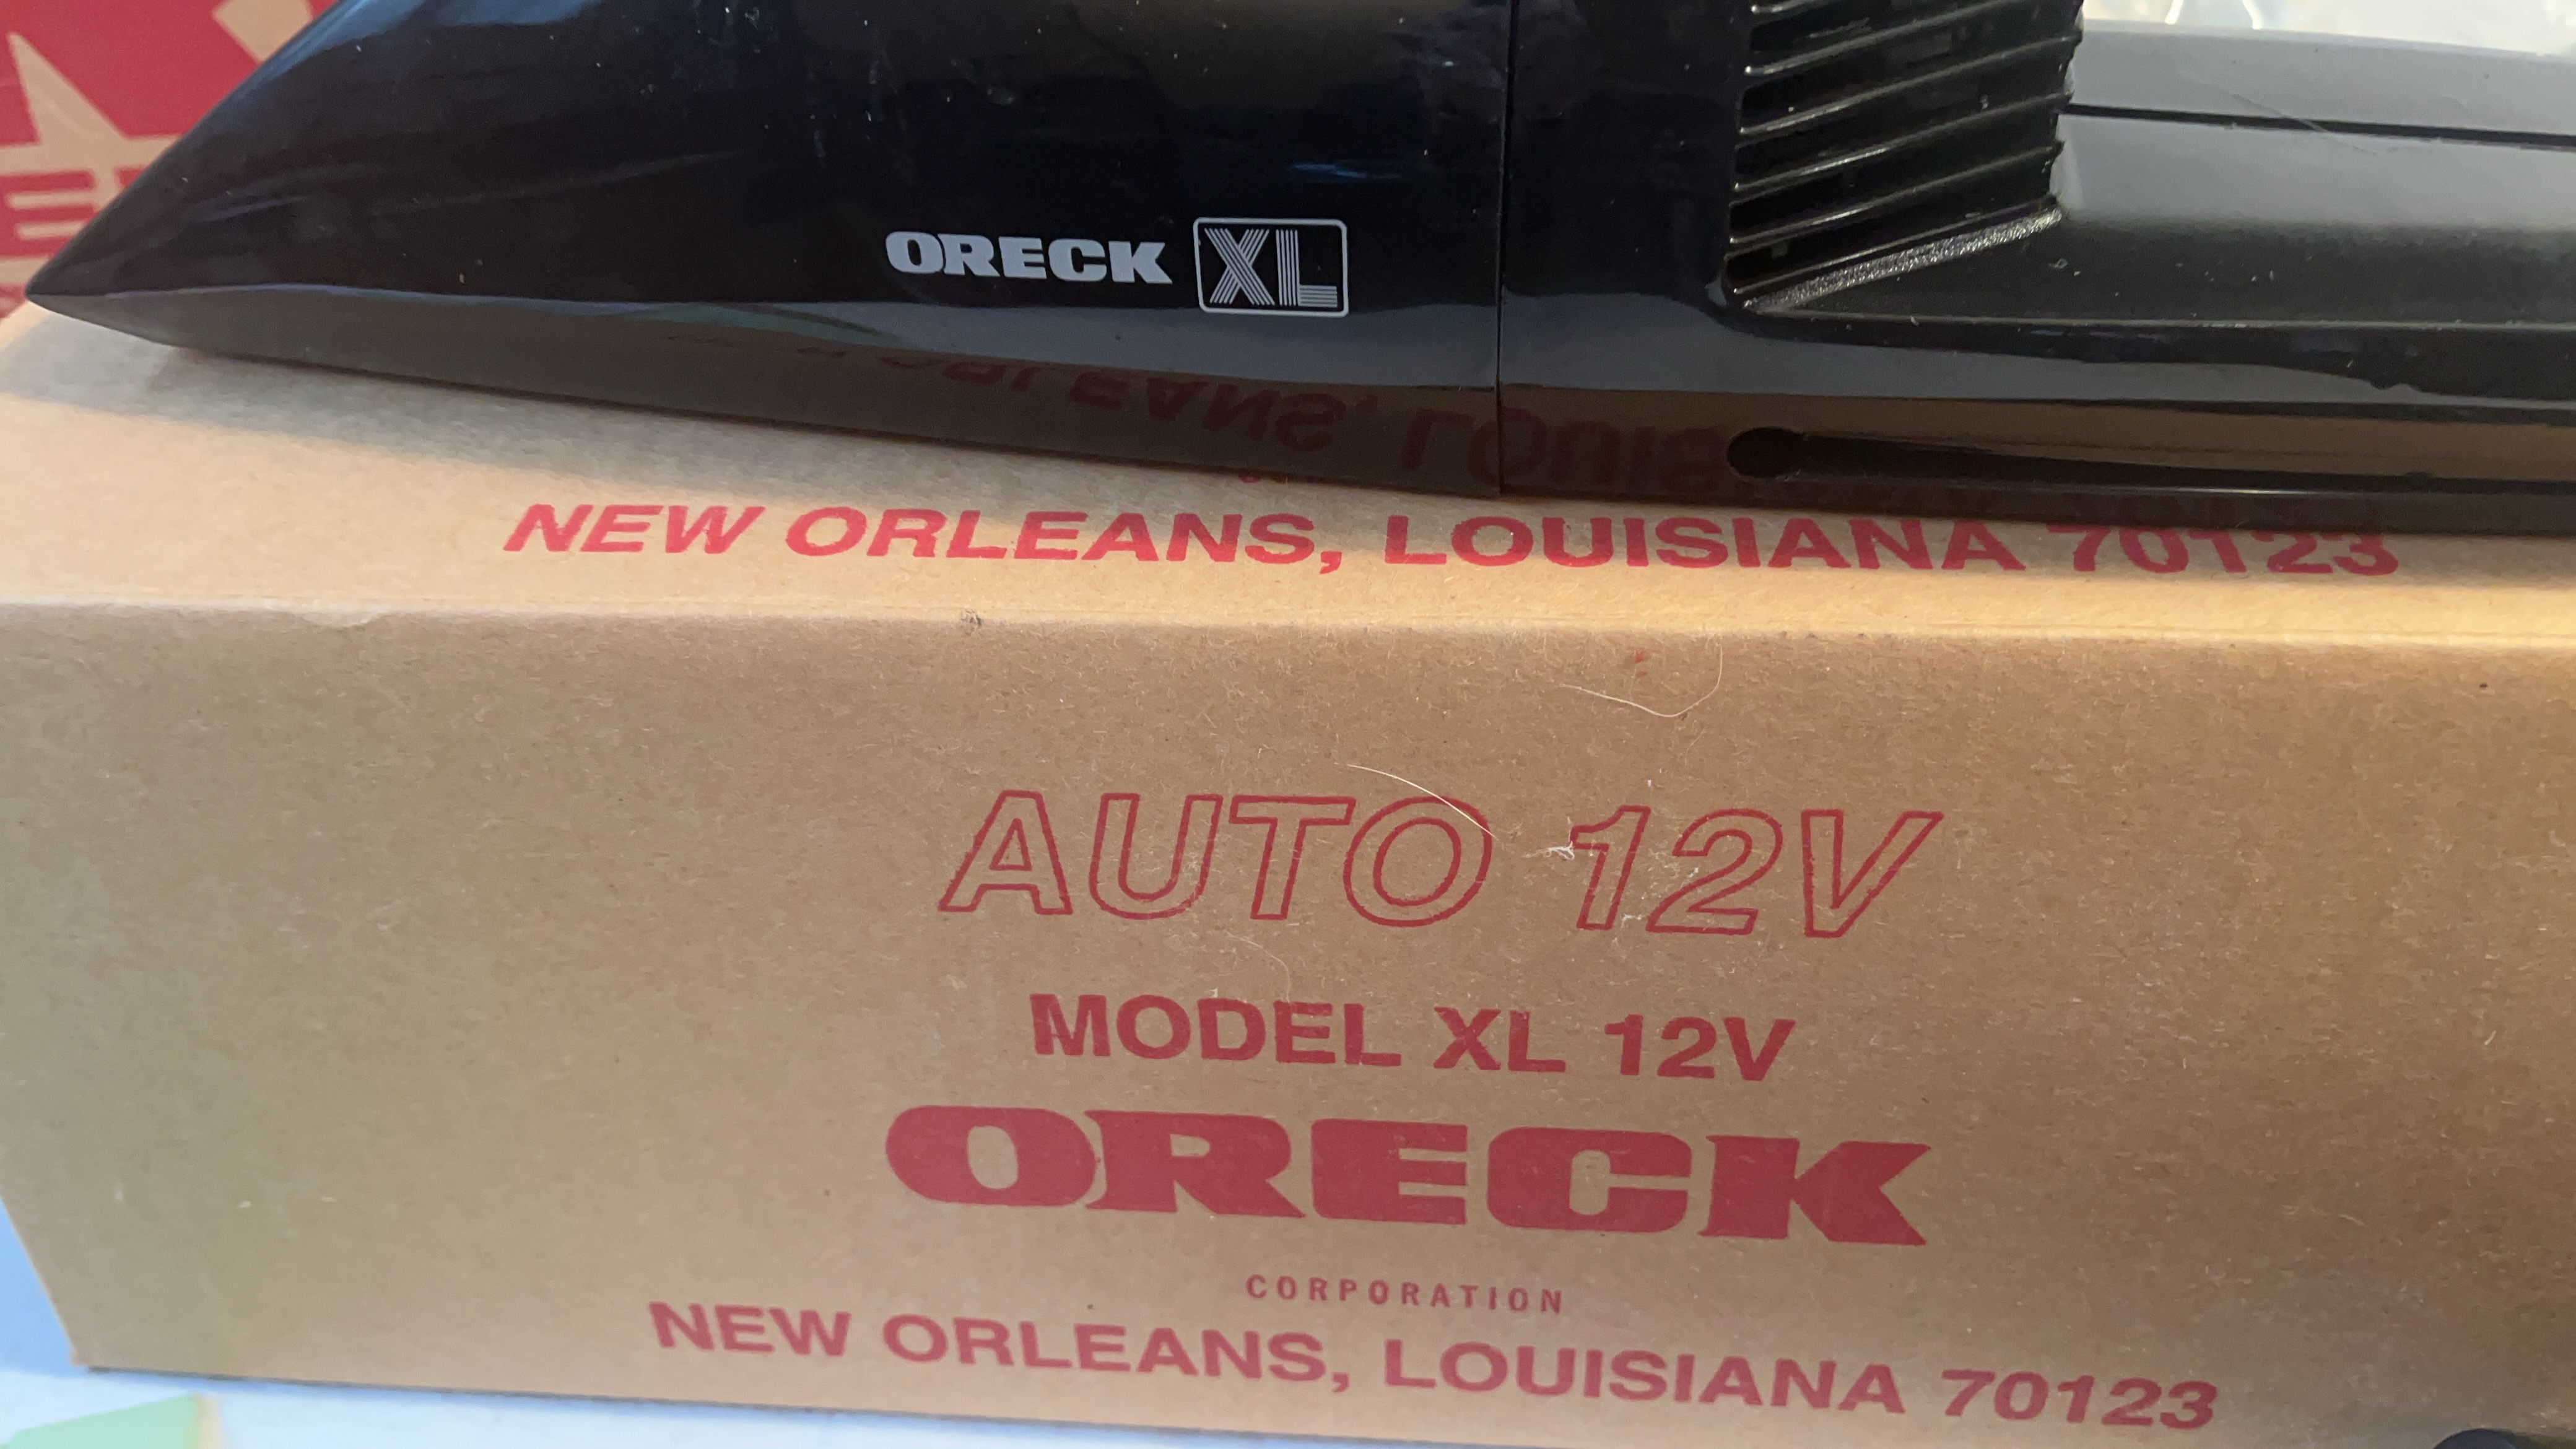 ORECK XL
NEW ORLEANS, LOUISIANA 70123
AUTO 12V
MODEL XL 12V
ORECK
CORPORATION
NEW ORLEANS, LOUISIANA 70123